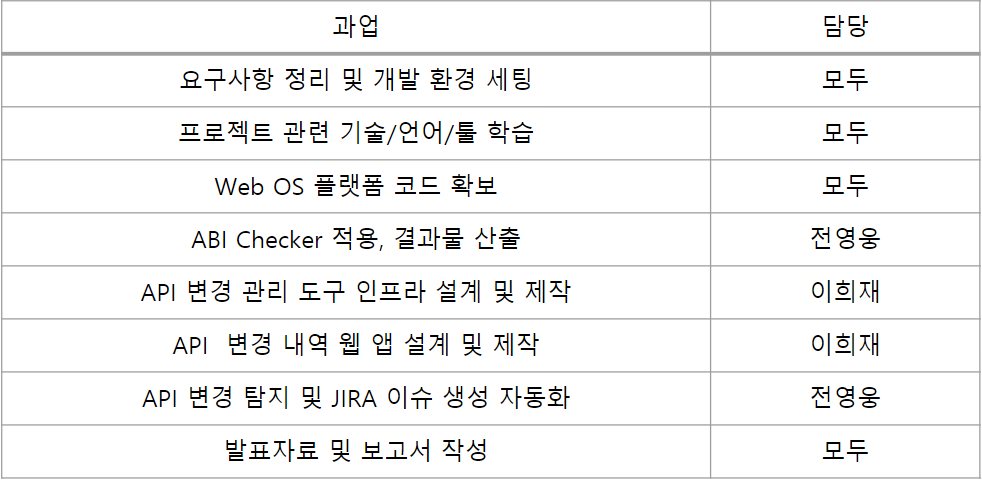 과업 담당
요구사항 정리 및 개발 환경 세팅 모두
프로젝트 관련 기술/언어/툴 학습 모두
Web OS 플랫폼 코드 확보 모두
ABI Checker 적용, 결과물 산출 전영웅
API 변경 관리 도구 인프라 설계 및 제작 이희재
API  변경 내역 웹 앱 설계 및 제작 이희재
API 변경 탐지 및 JIRA 이슈 생성 자동화 전영웅
발표자료 및 보고서 작성 모두